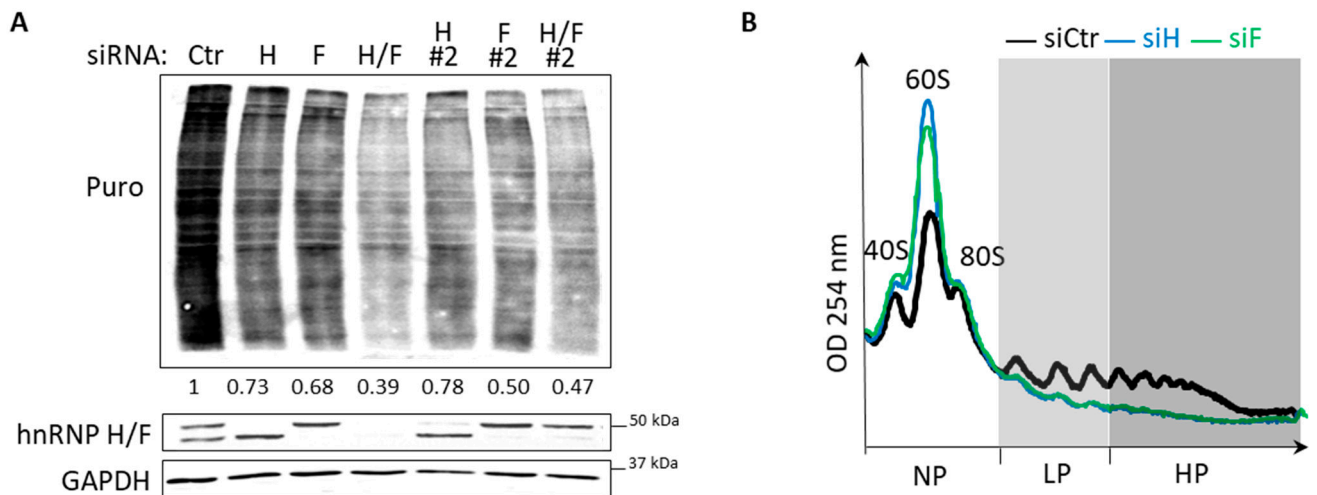 A
siRNA: Ctr H F H/F H #2 F #2 H/F #2
Puro
1 0.73 0.68 0.39 0.78 0.50 0.47
hnRNP H/F
50 kDa
GAPDH
37 kDa
B
siCtr siH siF
60S
40S
80S
OD 254 nm
NP LP HP